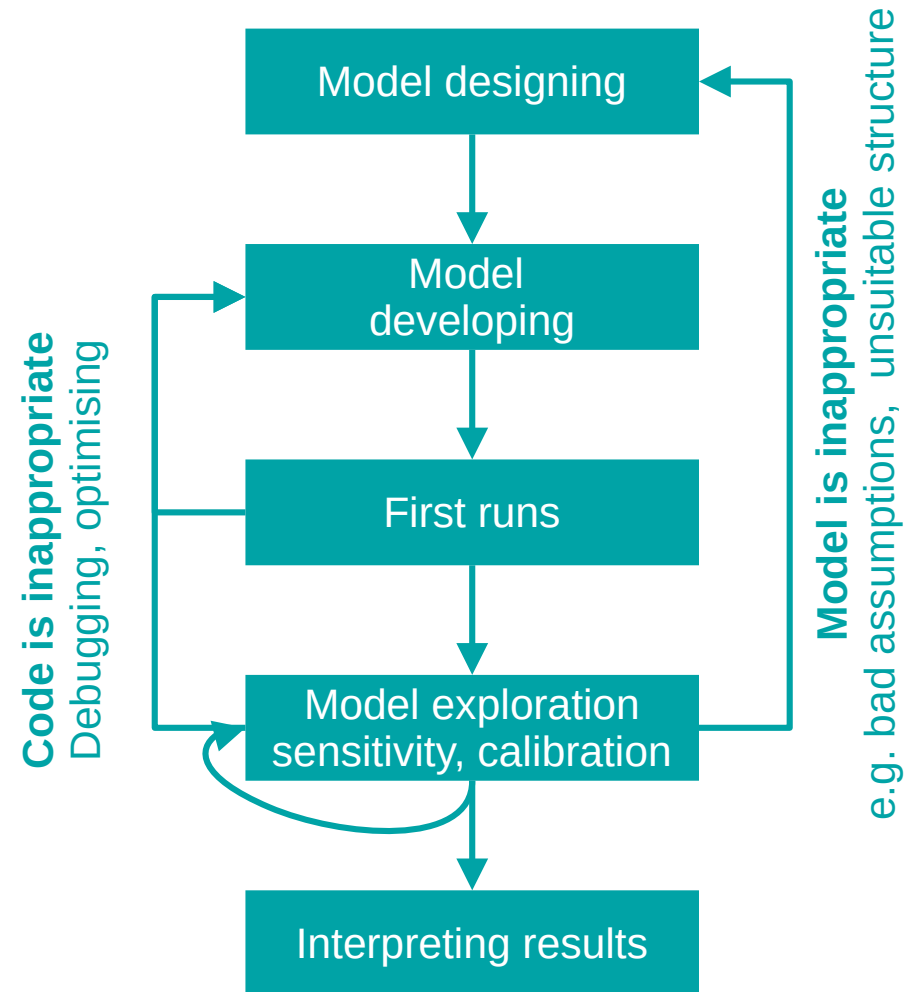 Model designing
Model
developing
First runs
Model exploration
sensitivity, calibration
Interpreting results
Code is inappropriate
Debugging, optimising
Model is inappropriate
e.g. bad assumptions, unsuitable structure